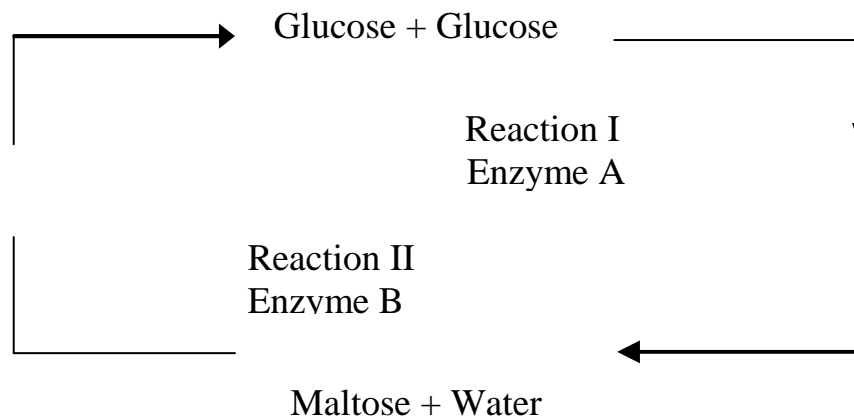 Glucose + Glucose
Reaction I
Enzyme A
Reaction II
Enzyme B
Maltose + Water